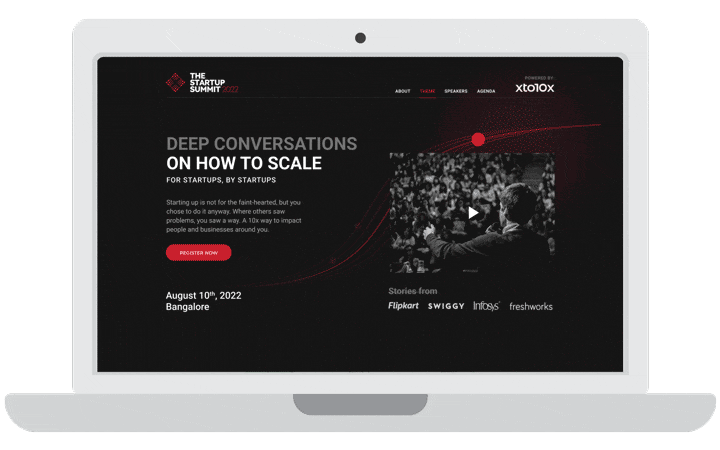 THE
STARTUP
SUMMIT 2022
ABOUT THEME SPEAKERS AGENDA
POWERED BY
xto10x
DEEP CONVERSATIONS
ON HOW TO SCALE
FOR STARTUPS, BY STARTUPS
Starting up is not for the faint-hearted, but you
chose to do it anyway. Where others saw
problems, you saw a way. A 10x way to impact
people and businesses around you.
REGISTER NOW
August 10th, 2022
Bangalore
Stories from
Flipkart SWIGGY Infosys freshworks